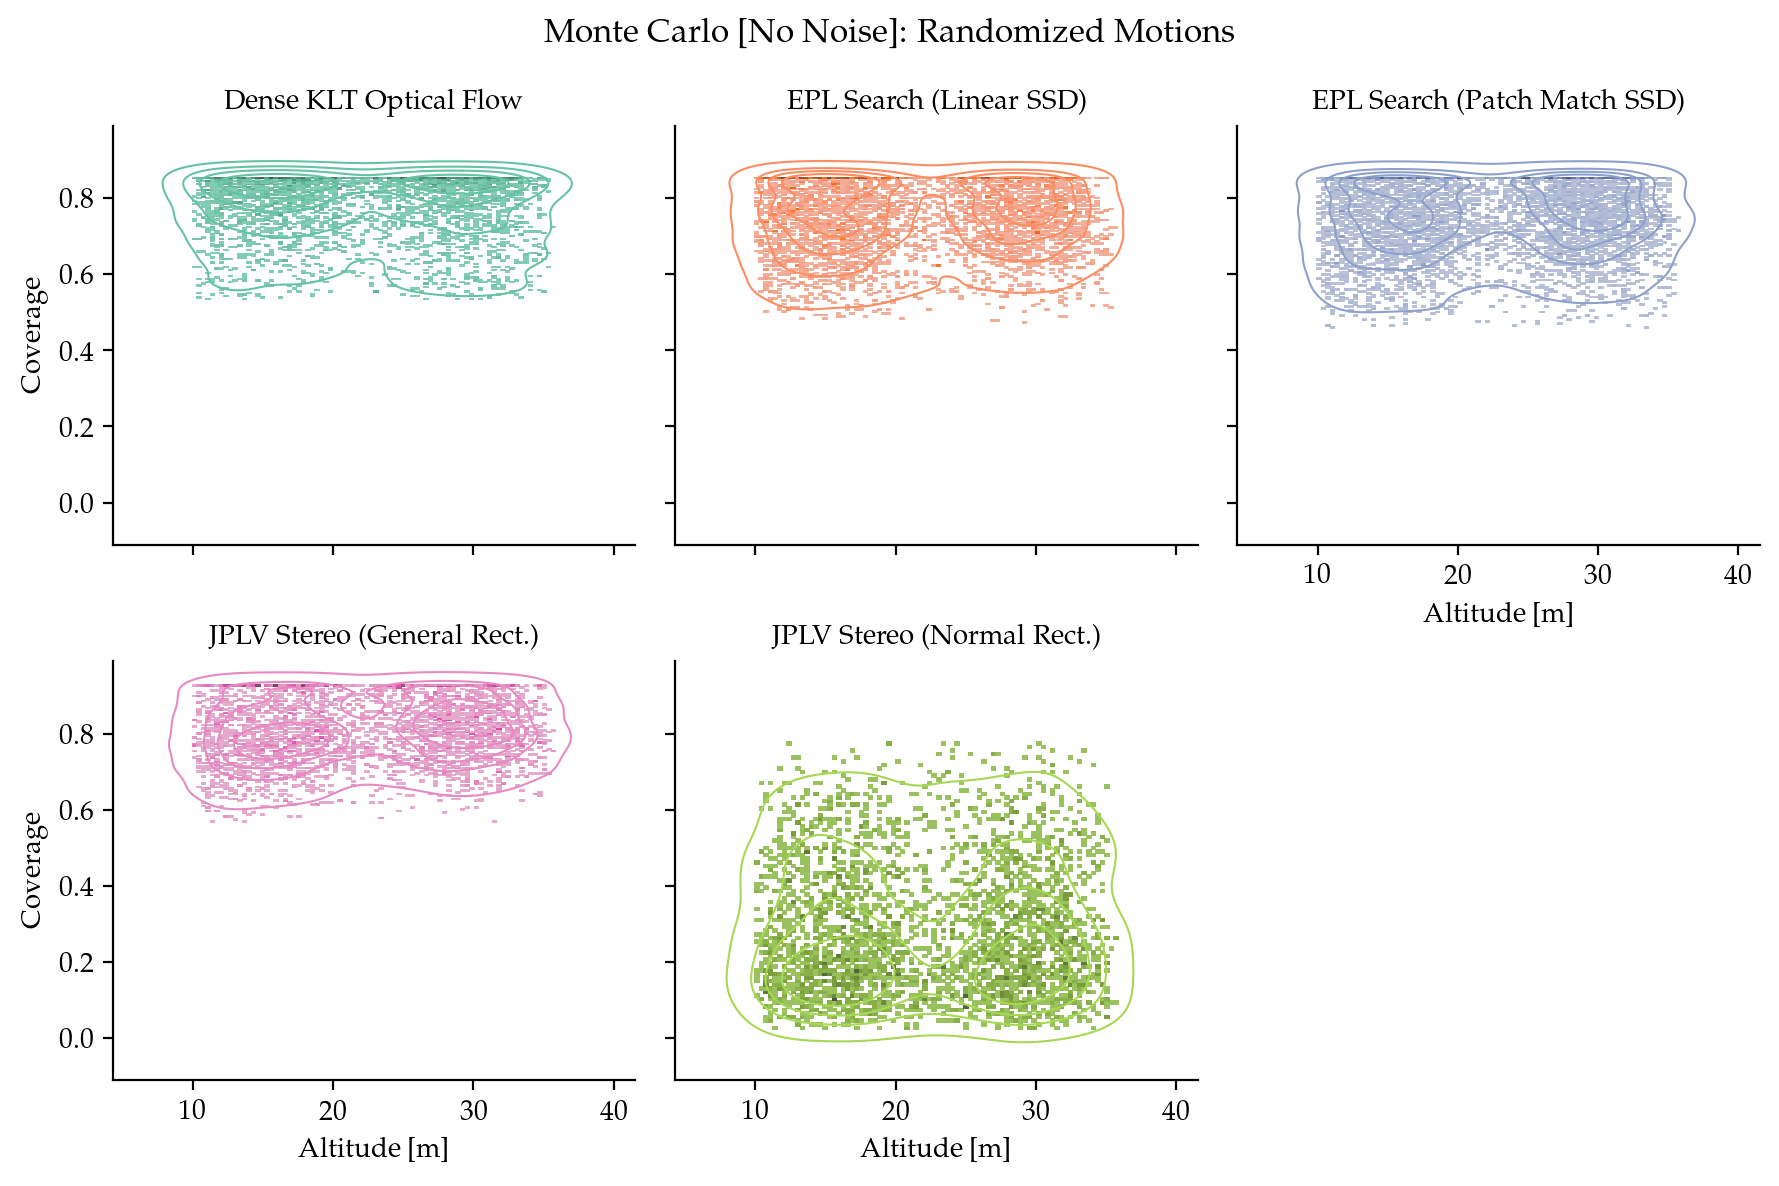 Monte Carlo [No Noise]: Randomized Motions
Dense KLT Optical Flow
EPL Search (Linear SSD)
EPL Search (Patch Match SSD)
Coverage
0.8
0.6
0.4
0.2
0.0
10 20 30 40
Altitude [m]
JPLV Stereo (General Rect.)
JPLV Stereo (Normal Rect.)
Coverage
0.8
0.6
0.4
0.2
0.0
10 20 30 40
Altitude [m]
10 20 30 40
Altitude [m]